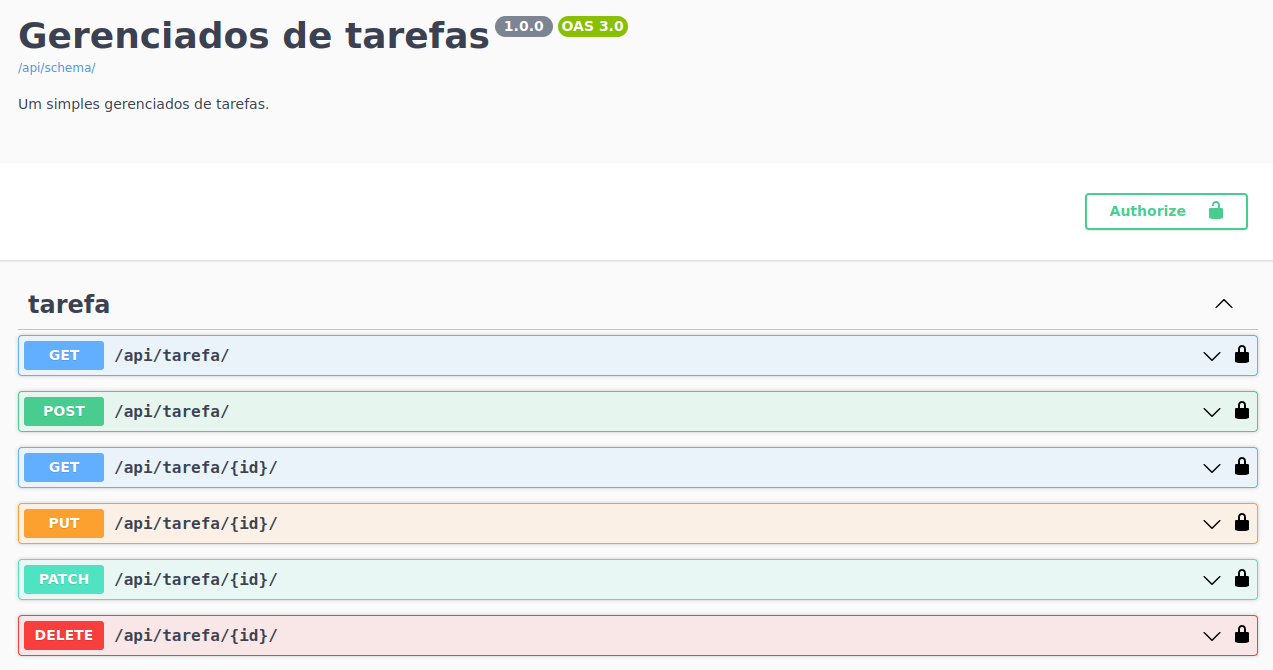 Gerenciados de tarefas 1.0.0 OAS 3.0
/api/schema/
Um simples gerenciados de tarefas.
Authorize
tarefa
GET /api/tarefa/
POST /api/tarefa/
GET /api/tarefa/{id}/
PUT /api/tarefa/{id}/
PATCH /api/tarefa/{id}/
DELETE /api/tarefa/{id}/